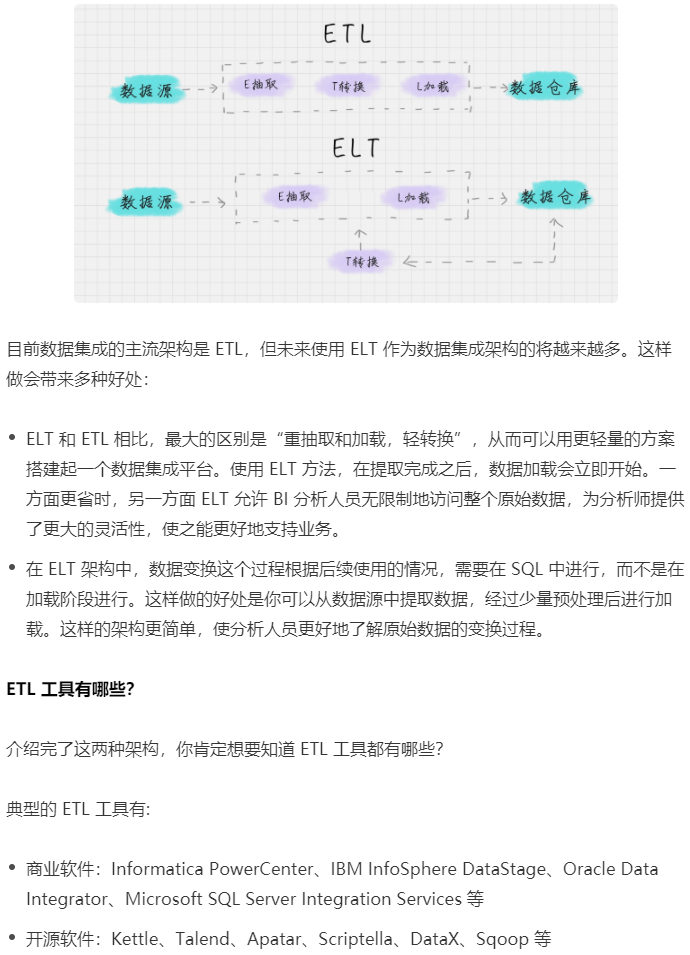 ETL
数据源 E抽取 T转换 L加载 数据仓库
ELT
数据源 E抽取 L加载 数据仓库
T转换
目前数据集成的主流架构是 ETL，但未来使用 ELT 作为数据集成架构的将越来越多。这样
做会带来多种好处：
• ELT 和 ETL 相比，最大的区别是“重抽取和加载，轻转换”，从而可以用更轻量的方案
搭建起一个数据集成平台。使用 ELT 方法，在提取完成之后，数据加载会立即开始。一
方面更省时，另一方面 ELT 允许 BI 分析人员无限制地访问整个原始数据，为分析师提供
了更大的灵活性，使之能更好地支持业务。
• 在 ELT 架构中，数据变换这个过程根据后续使用的情况，需要在 SQL 中进行，而不是在
加载阶段进行。这样做的好处是你可以从数据源中提取数据，经过少量预处理后进行加
载。这样的架构更简单，使分析人员更好地了解原始数据的变换过程。
ETL 工具有哪些？
介绍完了这两种架构，你肯定想要知道 ETL 工具都有哪些？
典型的 ETL 工具有:
• 商业软件：Informatica PowerCenter、IBM InfoSphere DataStage、Oracle Data
Integrator、Microsoft SQL Server Integration Services 等
• 开源软件：Kettle、Talend、Apatar、Scriptella、DataX、Sqoop 等